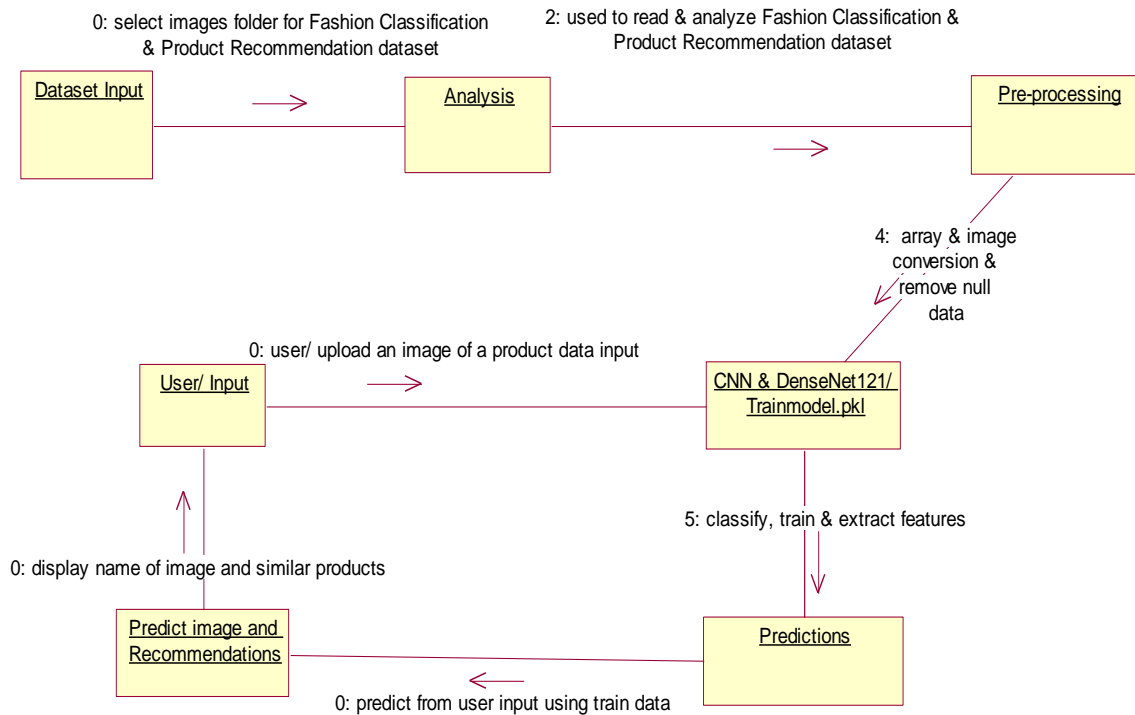 0: select images folder for Fashion Classification
& Product Recommendation dataset
2: used to read & analyze Fashion Classification &
Product Recommendation dataset
Dataset Input
Analysis
Pre-processing
4:  array & image
conversion &
remove null
data
0: user/ upload an image of a product data input
User/ Input
CNN & DenseNet121/
Trainmodel.pkl
5: classify, train & extract features
0: display name of image and similar products
Predict image and
Recommendations
Predictions
0: predict from user input using train data